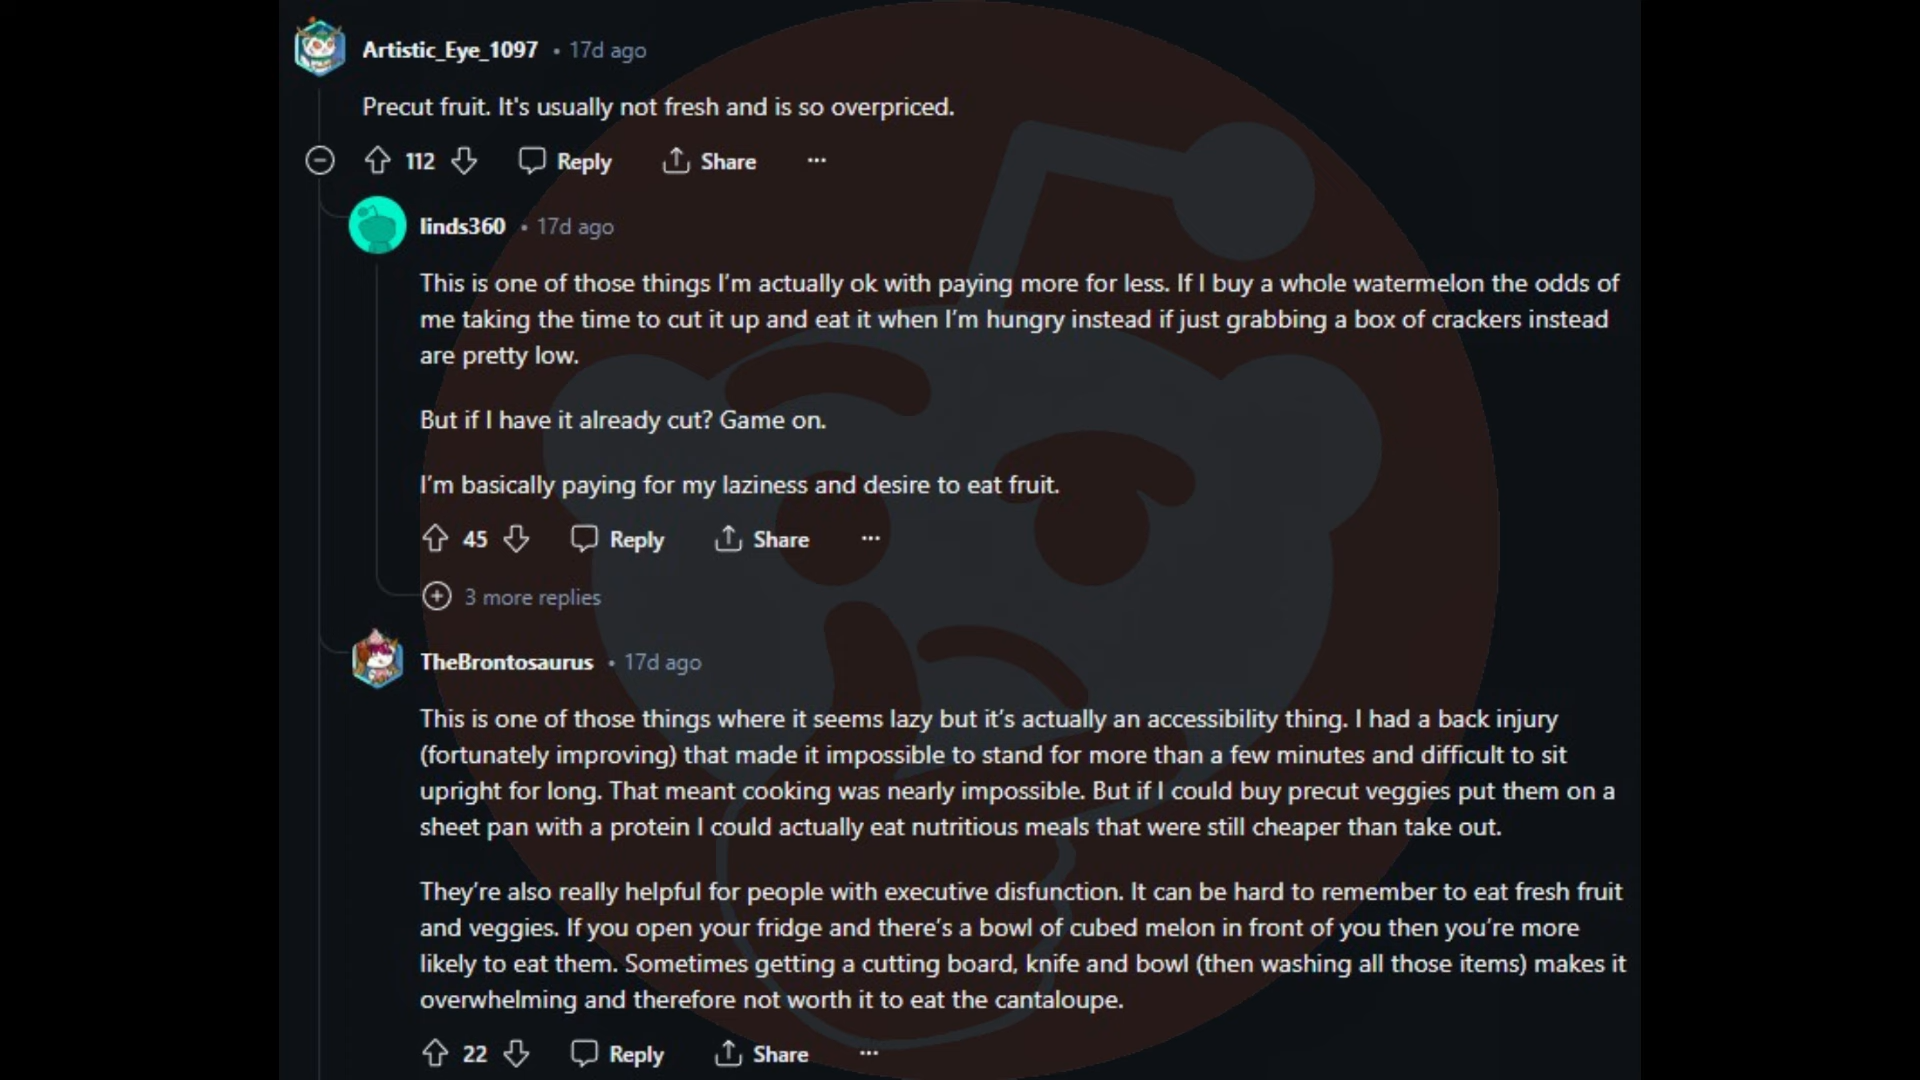 Artistic_Eye_1097 • 17d ago
Precut fruit. It's usually not fresh and is so overpriced.
112 Reply Share ...
linds360 • 17d ago
This is one of those things I'm actually ok with paying more for less. If I buy a whole watermelon the odds of
me taking the time to cut it up and eat it when I'm hungry instead if just grabbing a box of crackers instead
are pretty low.
But if I have it already cut? Game on.
I'm basically paying for my laziness and desire to eat fruit.
45 Reply Share ...
3 more replies
TheBrontosaurus • 17d ago
This is one of those things where it seems lazy but it's actually an accessibility thing. I had a back injury
(fortunately improving) that made it impossible to stand for more than a few minutes and difficult to sit
upright for long. That meant cooking was nearly impossible. But if I could buy precut veggies put them on a
sheet pan with a protein I could actually eat nutritious meals that were still cheaper than take out.
They're also really helpful for people with executive disfunction. It can be hard to remember to eat fresh fruit
and veggies. If you open your fridge and there's a bowl of cubed melon in front of you then you're more
likely to eat them. Sometimes getting a cutting board, knife and bowl (then washing all those items) makes it
overwhelming and therefore not worth it to eat the cantaloupe.
22 Reply Share ...